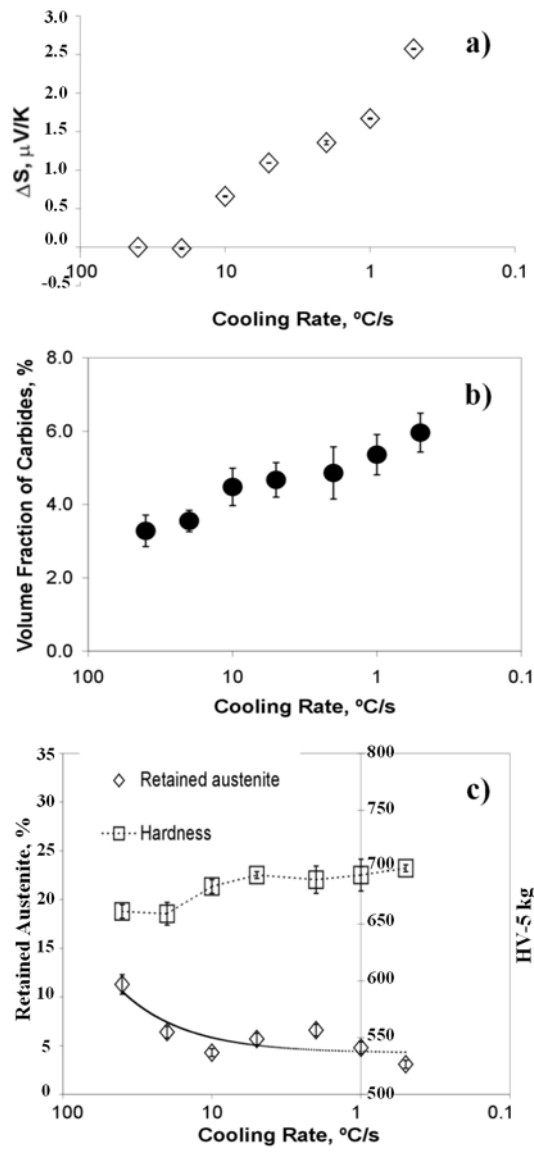 a)
3.0
2.5
2.0
1.5
1.0
0.5
0.0
-0.5
ΔS, μV/K
100 10 1 0.1
Cooling Rate, ºC/s
b)
8.0
6.0
4.0
2.0
0.0
Volume Fraction of Carbides, %
100 10 1 0.1
Cooling Rate, ºC/s
c)
Retained austenite
Hardness
35
30
25
20
15
10
5
0
Retained Austenite, %
800
750
700
650
600
550
500
HV-5 kg
100 10 1 0.1
Cooling Rate, ºC/s